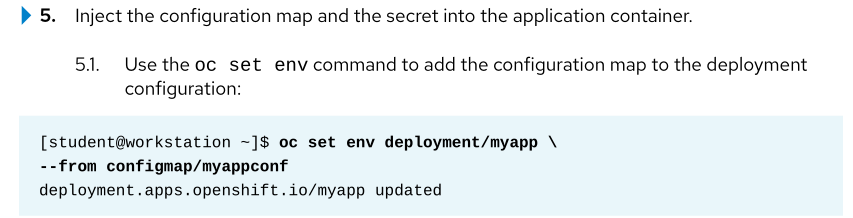 5. Inject the configuration map and the secret into the application container.
5.1. Use the oc set env command to add the configuration map to the deployment
configuration:
[student@workstation ~]$ oc set env deployment/myapp \
--from configmap/myappconf
deployment.apps.openshift.io/myapp updated